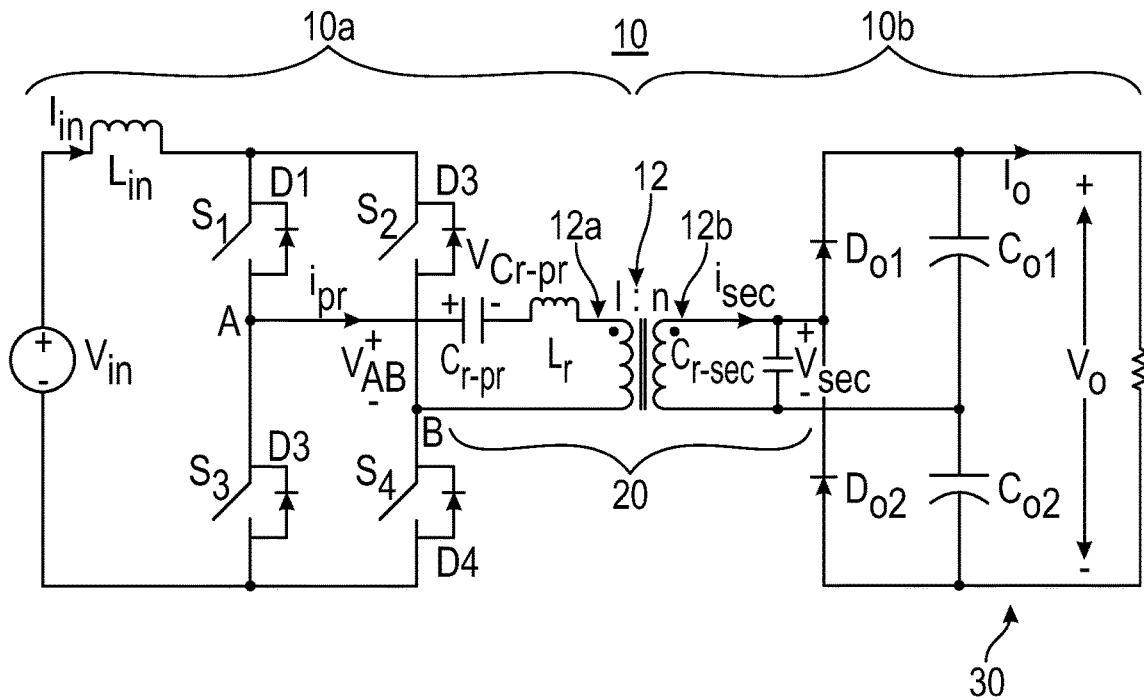 10a
10
10b
I_in
L_in
D1
S_1
D3
S_2
12
12a
12b
V_Cr-pr
l : n
i_sec
i_pr
A
+
-
V_AB
+
-
C_r-pr
L_r
C_r-sec
V_sec
+
-
D_o1
C_o1
I_o
+
V_o
-
V_in
+
-
B
D3
S_3
S_4
D4
20
D_o2
C_o2
30